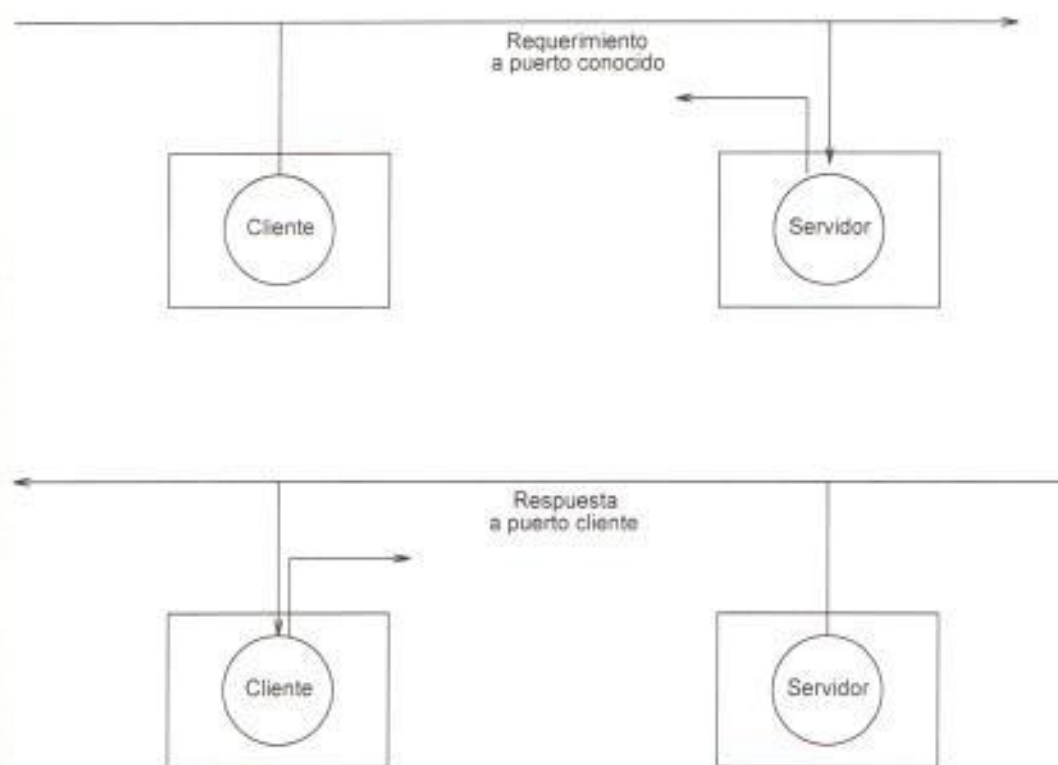 Requerimiento
a puerto conocido
Cliente
Servidor
Respuesta
a puerto cliente
Cliente
Servidor